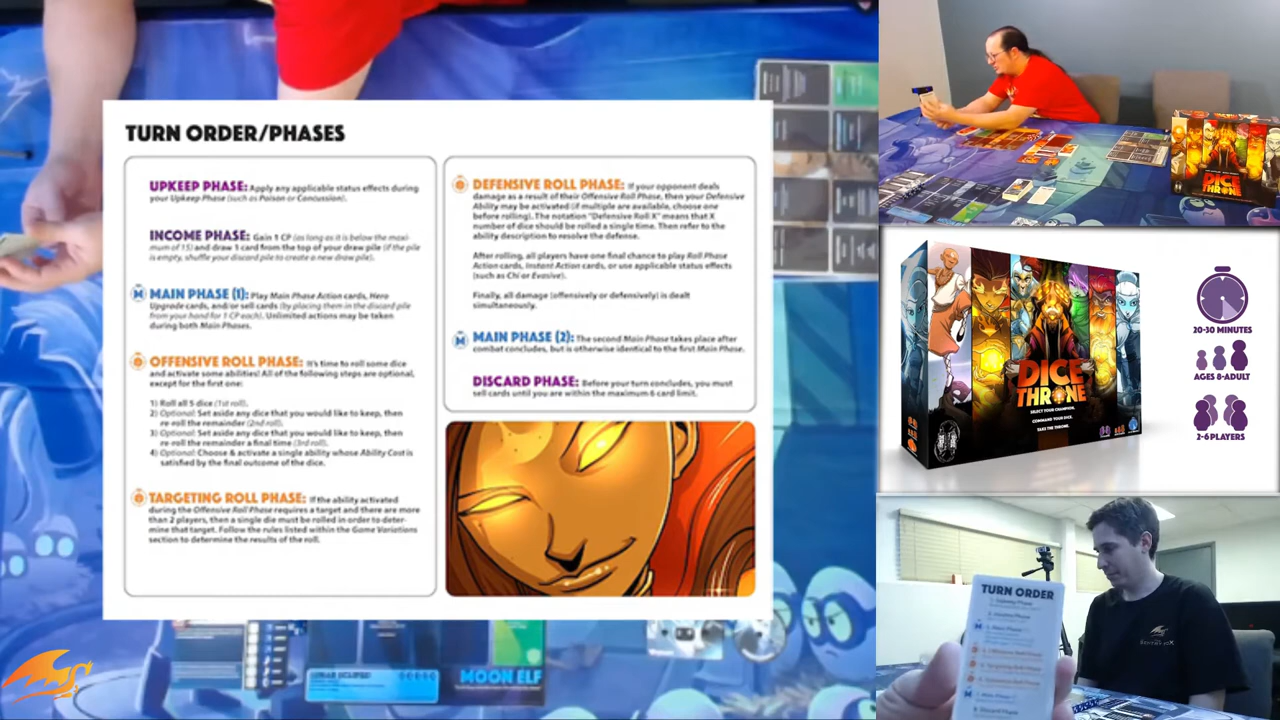 TURN ORDER/PHASES
UPKEEP PHASE: Apply any applicable status effects during
your Upkeep Phase (such as Poison or Concussion).
INCOME PHASE: Gain 1 CP (as long as it is below the maxi-
mum of 15) and draw 1 card from the top of your draw pile (if the pile
is empty, shuffle your discard pile to create a new draw pile).
MAIN PHASE (1): Play Main Phase Action cards, Hero
Upgrade cards, and/or sell cards (by placing them in the discard pile
from your hand for 1 CP each). Unlimited actions may be taken
during both Main Phases.
OFFENSIVE ROLL PHASE: It's time to roll some dice
and activate some abilities! All of the following steps are optional,
except for the first one:
1) Roll all 5 dice (1st roll).
2) Optional: Set aside any dice that you would like to keep, then
re-roll the remainder (2nd roll).
3) Optional: Set aside any dice that you would like to keep, then
re-roll the remainder a final time (3rd roll).
4) Optional: Choose & activate a single ability whose Ability Cost is
satisfied by the final outcome of the dice.
TARGETING ROLL PHASE: If the ability activated
during the Offensive Roll Phase requires a target and there are more
than 2 players, then a single die must be rolled in order to deter-
mine that target. Follow the rules listed within the Game Variations
section to determine the results of the roll.
DEFENSIVE ROLL PHASE: If your opponent deals
damage as a result of their Offensive Roll Phase, then your Defensive
Ability may be activated (if multiple are available, choose one
before rolling). The notation "Defensive Roll X" means that X
number of dice should be rolled a single time. Then refer to the
ability description to resolve the defense.
After rolling, all players have one final chance to play Roll Phase
Action cards, Instant Action cards, or use applicable status effects
(such as Chi or Evasive).
Finally, all damage (offensively or defensively) is dealt
simultaneously.
MAIN PHASE (2): The second Main Phase takes place after
combat concludes, but is otherwise identical to the first Main Phase.
DISCARD PHASE: Before your turn concludes, you must
sell cards until you are within the maximum 6 card limit.
LUNAR ECLIPSE
MOON ELF
DICE
THRONE
DICE
THRONE
SELECT YOUR CHAMPION.
COMMAND YOUR DICE.
TAKE THE THRONE.
20-30 MINUTES
AGES 8-ADULT
2-6 PLAYERS
TURN ORDER